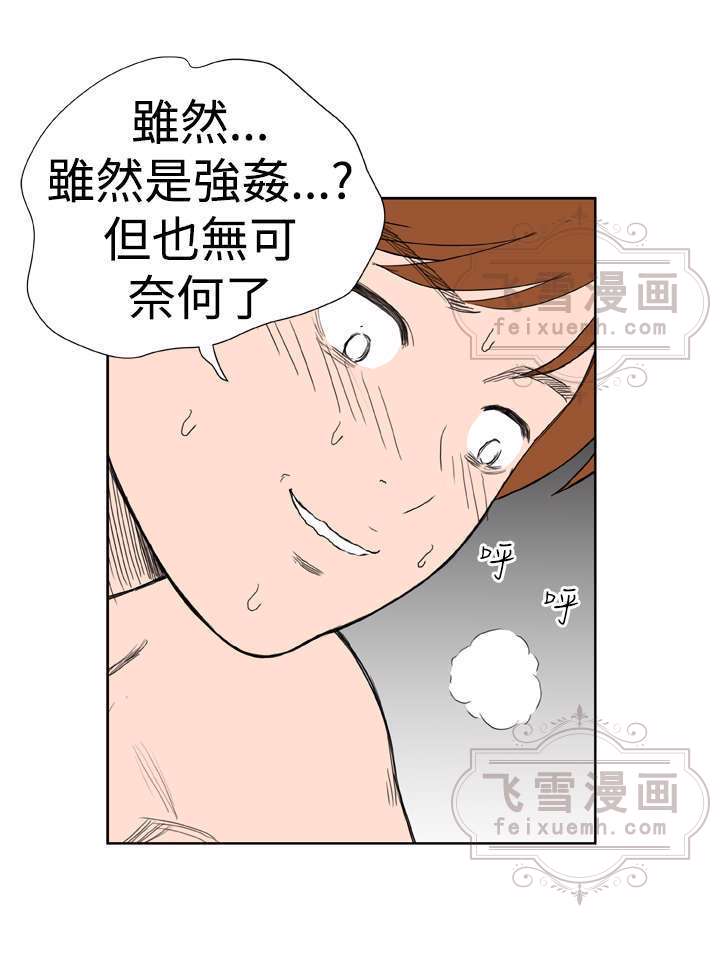 雖然...
雖然是強姦...?
但也無可
奈何了
飞雪漫画
feixuemh.com
呼
呼
飞雪漫画
feixuemh.com